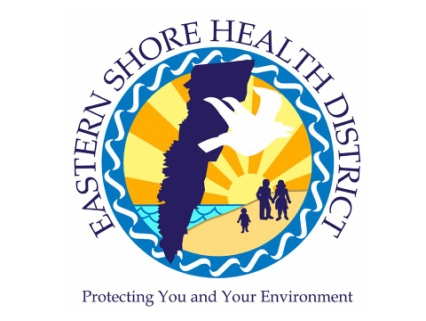 EASTERN SHORE HEALTH DISTRICT
Protecting You and Your Environment